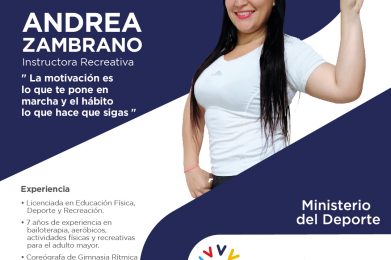 ANDREA
ZAMBRANO
Instructora Recreativa
" La motivación es
lo que te pone en
marcha y el hábito
lo que hace que sigas "
Experiencia
• Licenciada en Educación Física,
Deporte y Recreación.
• 7 años de experiencia en
bailoterapia, aeróbicos,
actividades físicas y recreativas
para el adulto mayor.
• Coreógrafa de Gimnasia Rítmica
Ministerio
del Deporte